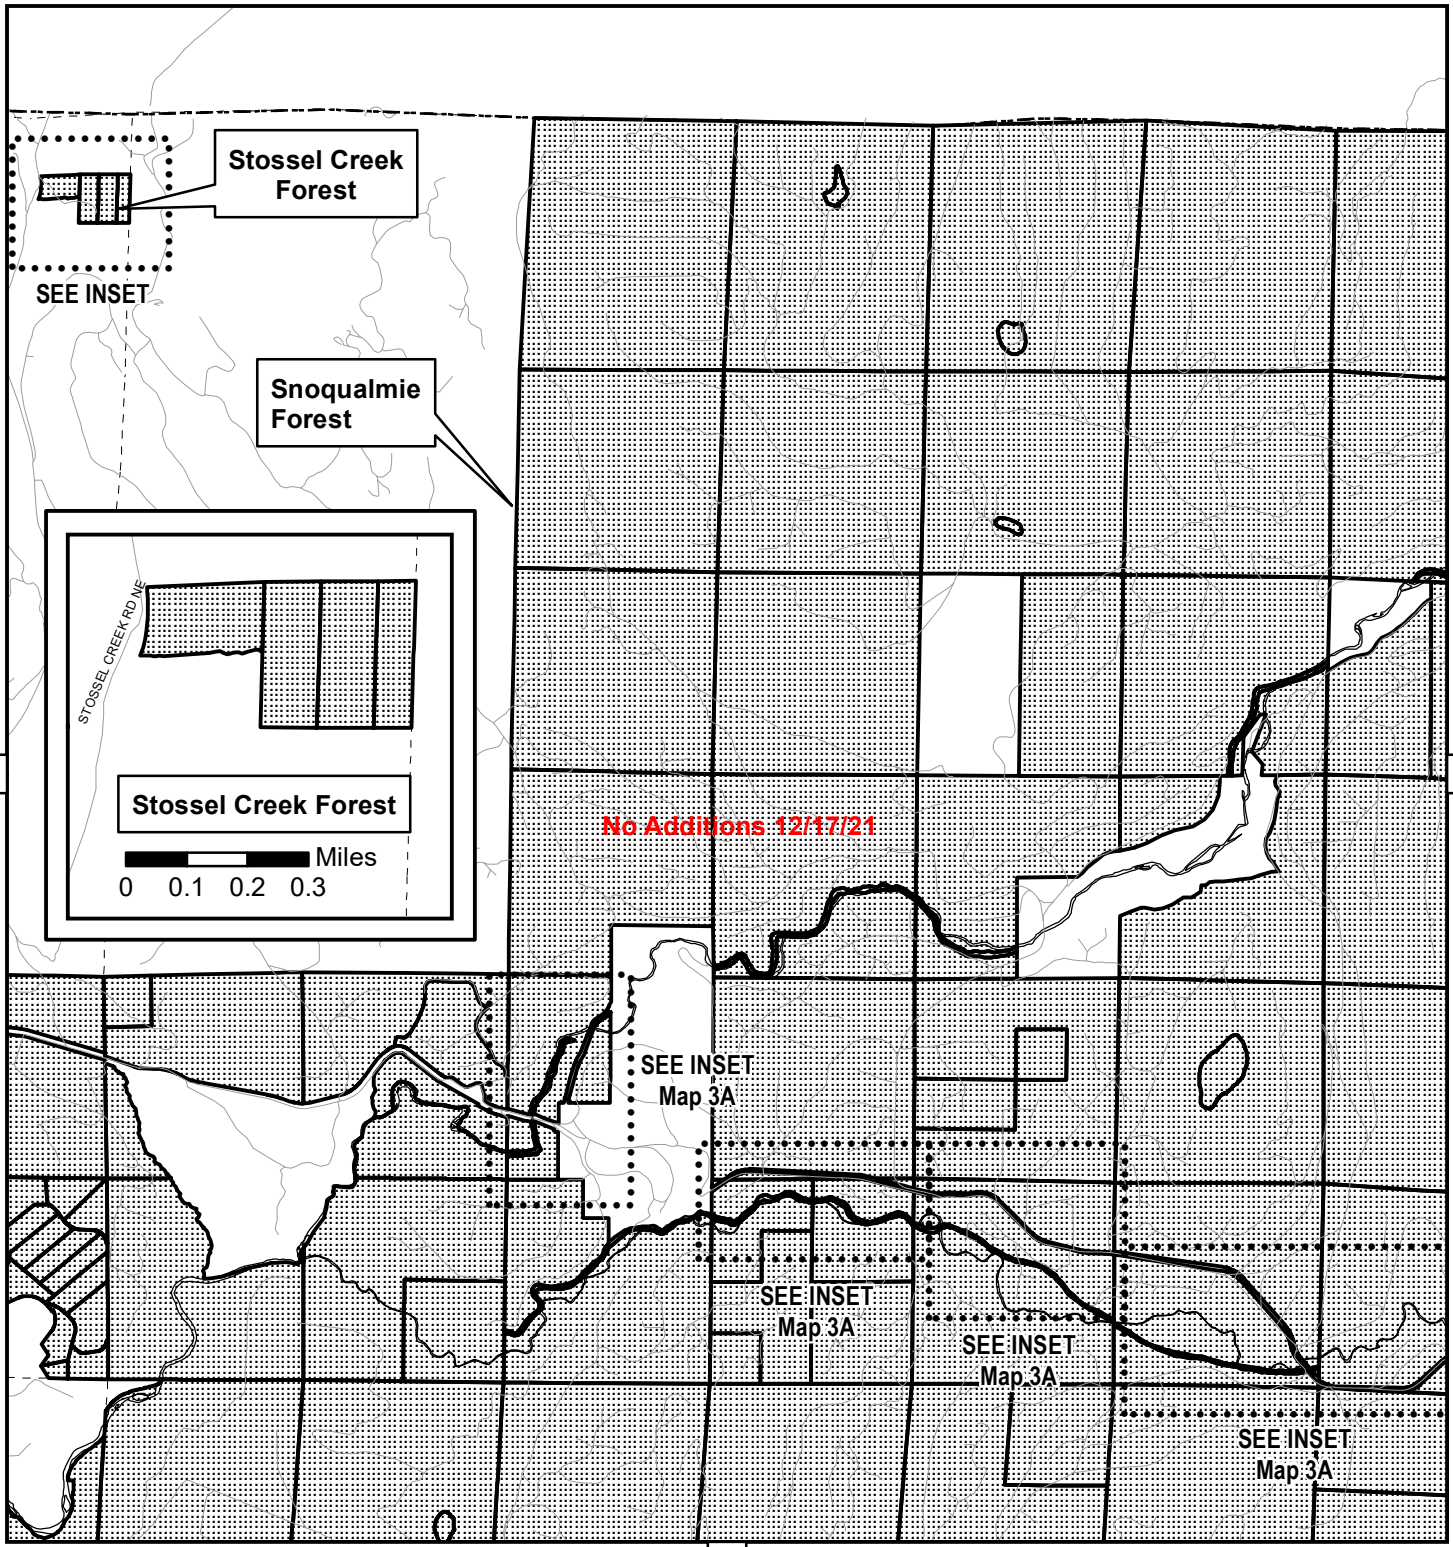 Stossel Creek
Forest
SEE INSET
Snoqualmie
Forest
STOSSEL CREEK RD NE
Stossel Creek Forest
Miles
0 0.1 0.2 0.3
No Additions 12/17/21
SEE INSET
Map 3A
SEE INSET
Map 3A
SEE INSET
Map 3A
SEE INSET
Map 3A